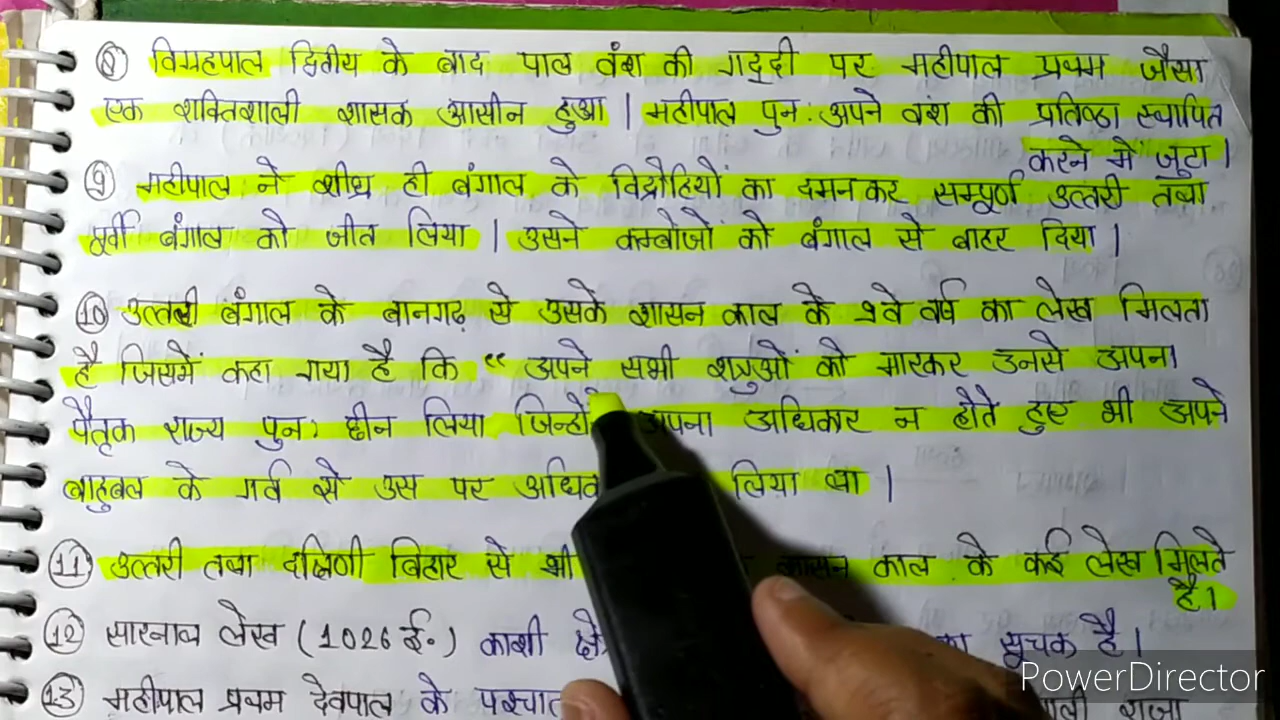 ⑧ विग्रहपाल द्वितीय के बाद पाल वंश की गद्दी पर महीपाल प्रथम जैसा
एक शक्तिशाली शासक आसीन हुआ | महीपाल पुनः अपने वंश की प्रतिष्ठा स्थापित
करने में जुटा |
⑨ महीपाल ने शीघ्र ही बंगाल के विद्रोहियों का दमनकर सम्पूर्ण उत्तरी तथा
पूर्वी बंगाल को जीत लिया | उसने कम्बोजों को बंगाल से बाहर दिया |
⑩ उत्तरी बंगाल के बानगढ़ से उसके शासन काल के 9वे वर्ष का लेख मिलता
है जिसमें कहा गया है कि “ अपने सभी शत्रुओं को मारकर उनसे अपना
पैतृक राज्य पुनः छीन लिया जिन्होंने अपना अधिकार न होते हुए भी अपने
बाहुबल के गर्व से उस पर लिया था |
⑪ उत्तरी तथा दक्षिणी बिहार से भी शासन काल के कई लेख मिलते
है।
⑫ सारनाथ लेख (1026 ई०) काशी सूचक है |
⑬ महीपाल प्रथम देवपाल के पश्चात राजा
PowerDirector